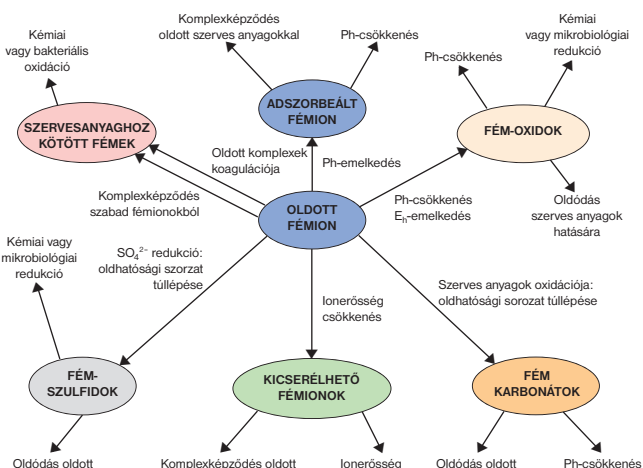 Komplexképződés
oldott szerves anyagokkal
Ph-csökkenés
Kémiai
vagy mikrobiológiai
redukció
Kémiai
vagy bakteriális
oxidáció
Ph-csökkenés
ADSZORBEÁLT
FÉMION
SZERVESANYAGHOZ
KÖTÖTT FÉMEK
FÉM-OXIDOK
Oldott komplexek
koagulációja
Ph-emelkedés
Komplexképződés
szabad fémionokból
OLDOTT
FÉMION
Ph-csökkenés
Eₕ-emelkedés
Oldódás
szerves anyagok
hatására
Kémiai vagy
mikrobiológiai
redukció
SO₄²⁻ redukció:
oldhatósági szorzat
túllépése
Ionerősség
csökkenés
Szerves anyagok oxidációja:
oldhatósági sorozat túllépése
FÉM-
SZULFIDOK
KICSERÉLHETŐ
FÉMIONOK
FÉM
KARBONÁTOK
Oldódás oldott
Komplexképződés oldott
Ionerősség
Oldódás oldott
Ph-csökkenés